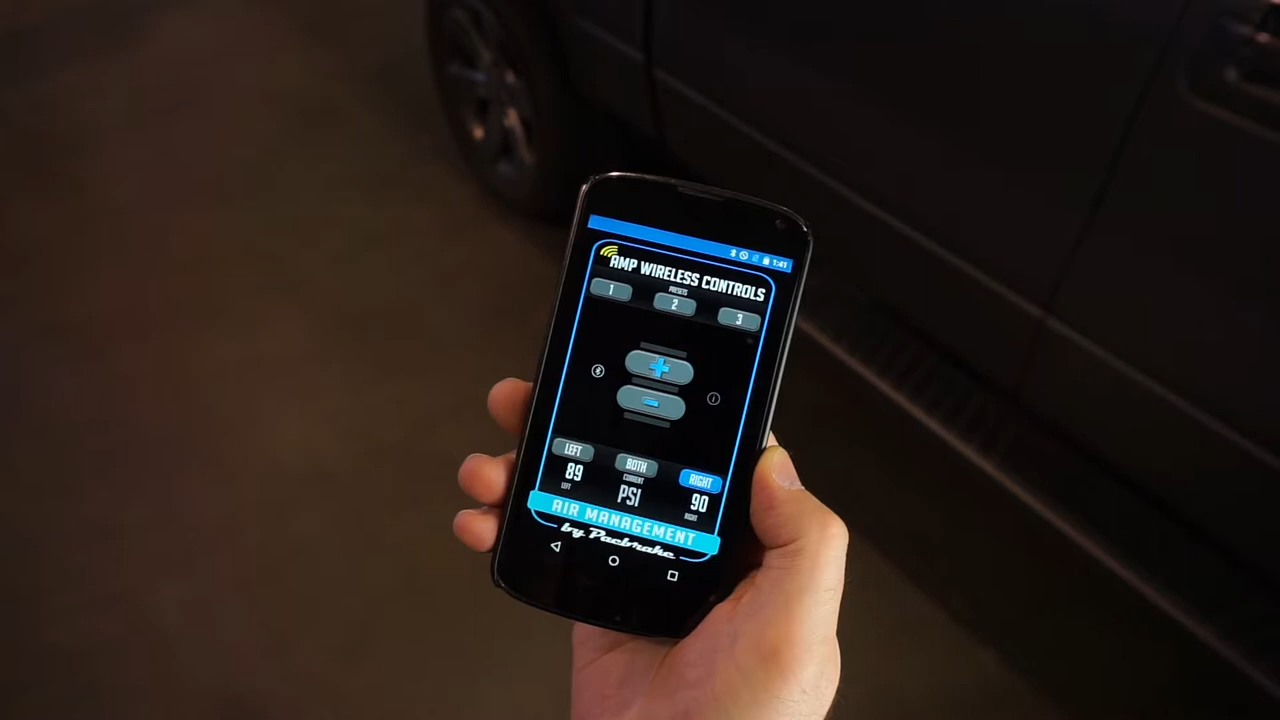 1:41
AMP WIRELESS CONTROLS
PRESETS
1 2 3
+
-
i
LEFT BOTH RIGHT
89 CURRENT 90
LEFT PSI RIGHT
AIR MANAGEMENT
by Pacbrake